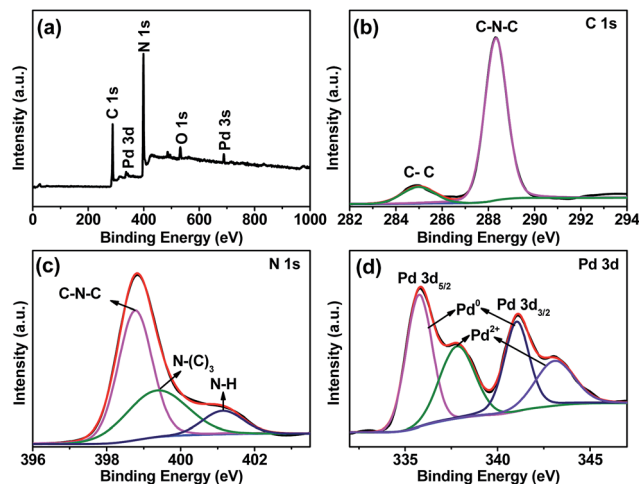 (a)
N 1s
C 1s
Pd 3d
O 1s
Pd 3s
Intensity (a.u.)
0 200 400 600 800 1000
Binding Energy (eV)
(b)
C-N-C
C 1s
C- C
Intensity (a.u.)
282 284 286 288 290 292 294
Binding Energy (eV)
(c)
N 1s
C-N-C
N-(C)₃
N-H
Intensity (a.u.)
396 398 400 402
Binding Energy (eV)
(d)
Pd 3d
Pd 3d₅/₂
Pd⁰
Pd 3d₃/₂
Pd²⁺
Intensity (a.u.)
335 340 345
Binding Energy (eV)